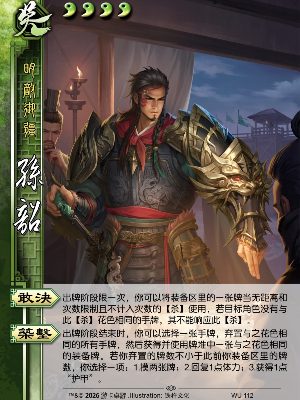 吴
明敵御疆
孫韶
敢决
出牌阶段限一次，你可以将装备区里的一张牌当无距离和
次数限制且不计入次数的【杀】使用，若目标角色没有与
此【杀】花色相同的手牌，其不能响应此【杀】。
出牌阶段结束时，你可以选择一张手牌，弃置与之花色相
同的所有手牌，然后获得并使用牌堆中一张与之花色相同
的装备牌。若你弃置的牌数不小于此前你装备区里的牌
数，你选择一项：1.摸两张牌，2.回复1点体力，3.获得1点
“护甲”。
WU 112